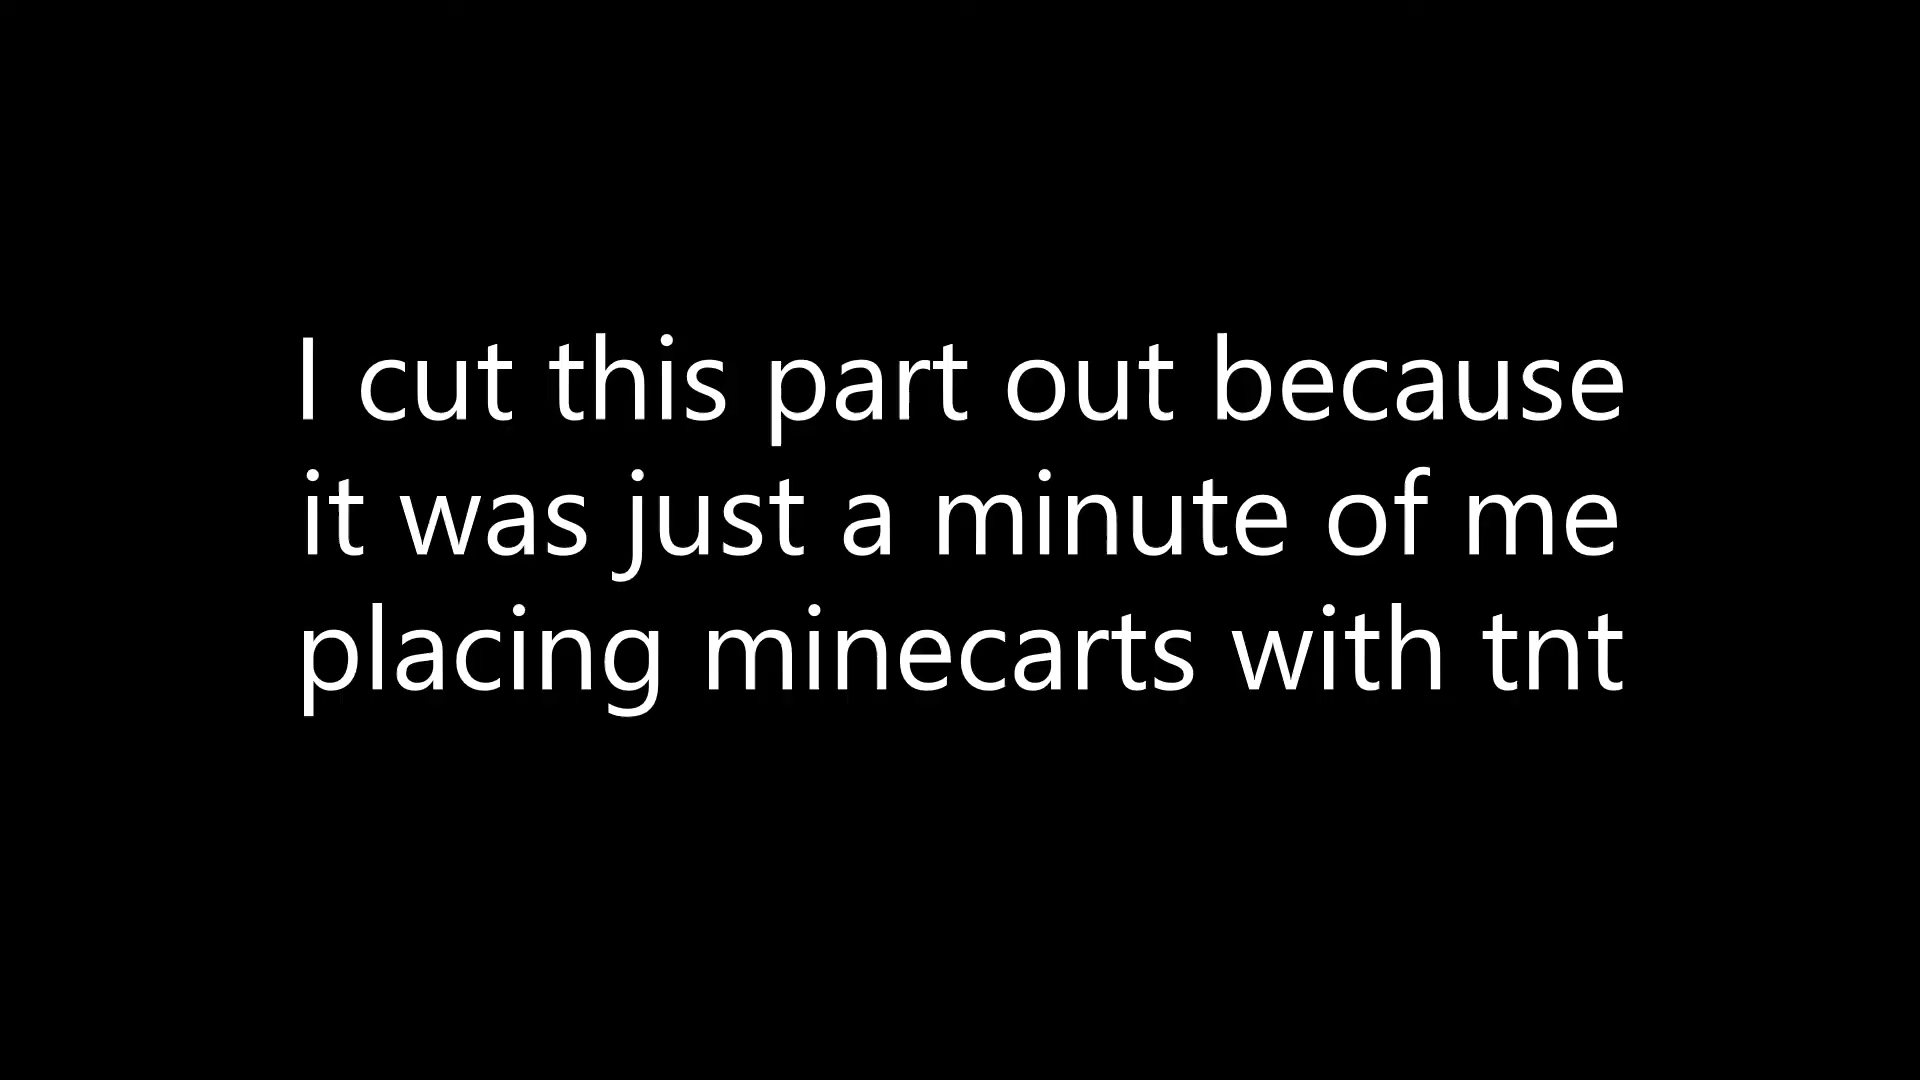 I cut this part out because
it was just a minute of me
placing minecarts with tnt